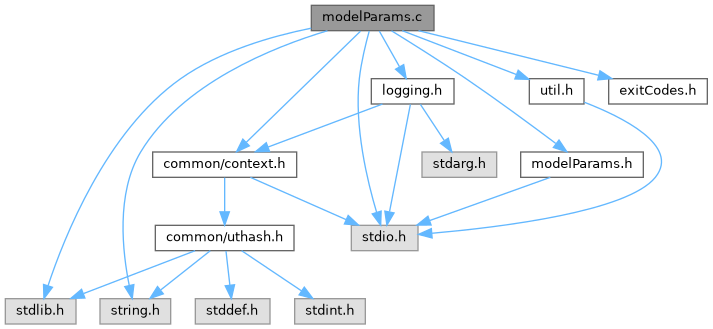 modelParams.c
logging.h
util.h
exitCodes.h
common/context.h
stdarg.h
modelParams.h
common/uthash.h
stdio.h
stdlib.h
string.h
stddef.h
stdint.h